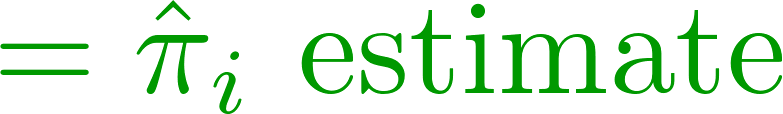 = π̂ᵢ estimate